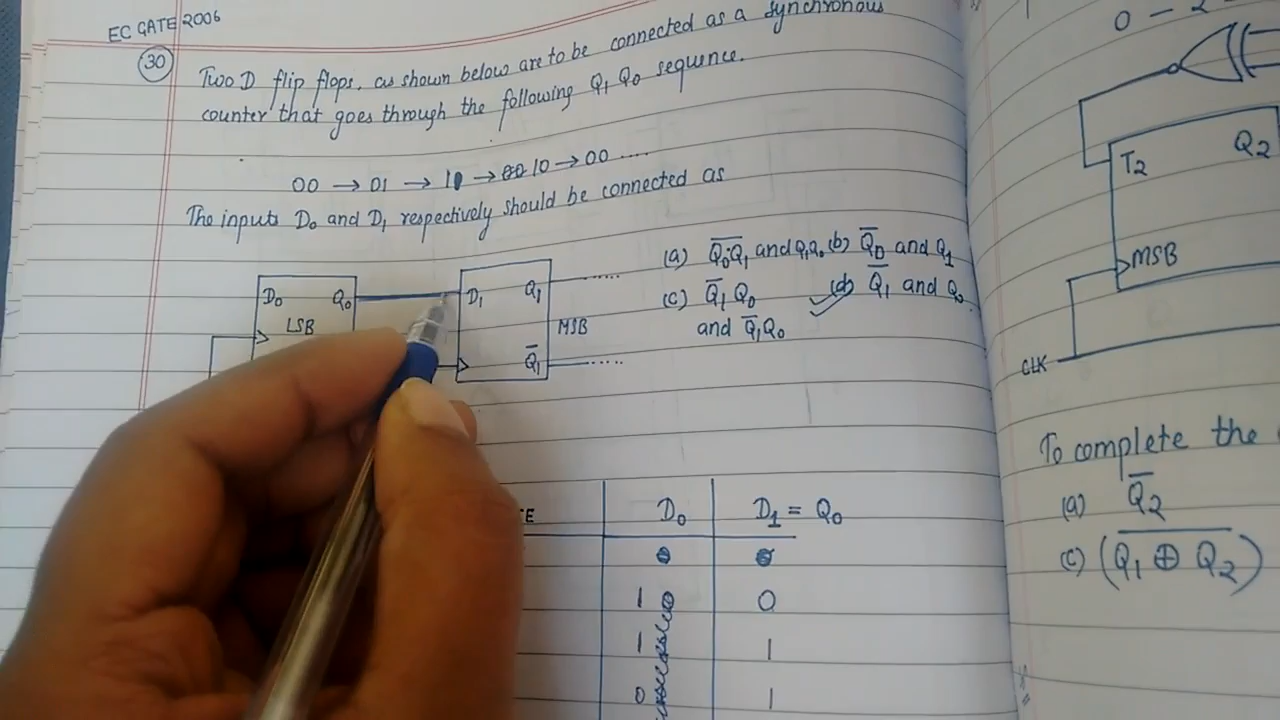 EC GATE 2006
30 Two D flip flops, as shown below are to be connected as a synchronous
counter that goes through the following Q₁ Q₀ sequence.
00 → 01 → 11 → 10 → 00 .....
The inputs D₀ and D₁ respectively should be connected as
(a) Q̅₀Q̅₁ and Q₁Q₀ (b) Q̅₀ and Q₁
(c) Q̅₁ Q₀ (d) Q̅₁ and Q₀
and Q̅₁Q₀
D₀ Q₀
LSB
D₁ Q₁
MSB
Q̅₁
D₀ D₁ = Q₀
0 0
1 0
1 1
0 1
0 –
T₂ Q₂
MSB
CLK
To complete the
(a) Q̅₂
(c) (Q₁ ⊕ Q₂)